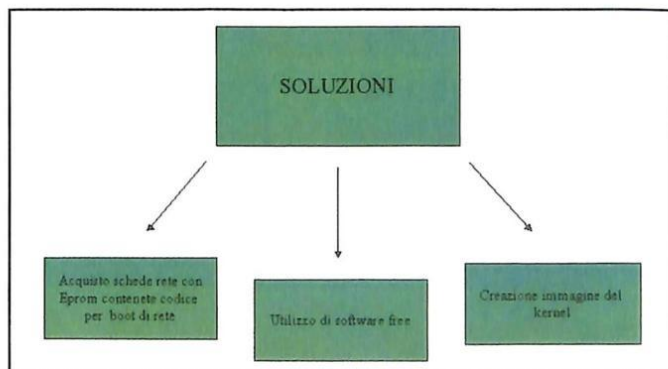 SOLUZIONI
Acquisto schede rete con
Eprom contenete codice
per boot di rete
Utilizzo di software free
Creazione immagine del
kernel